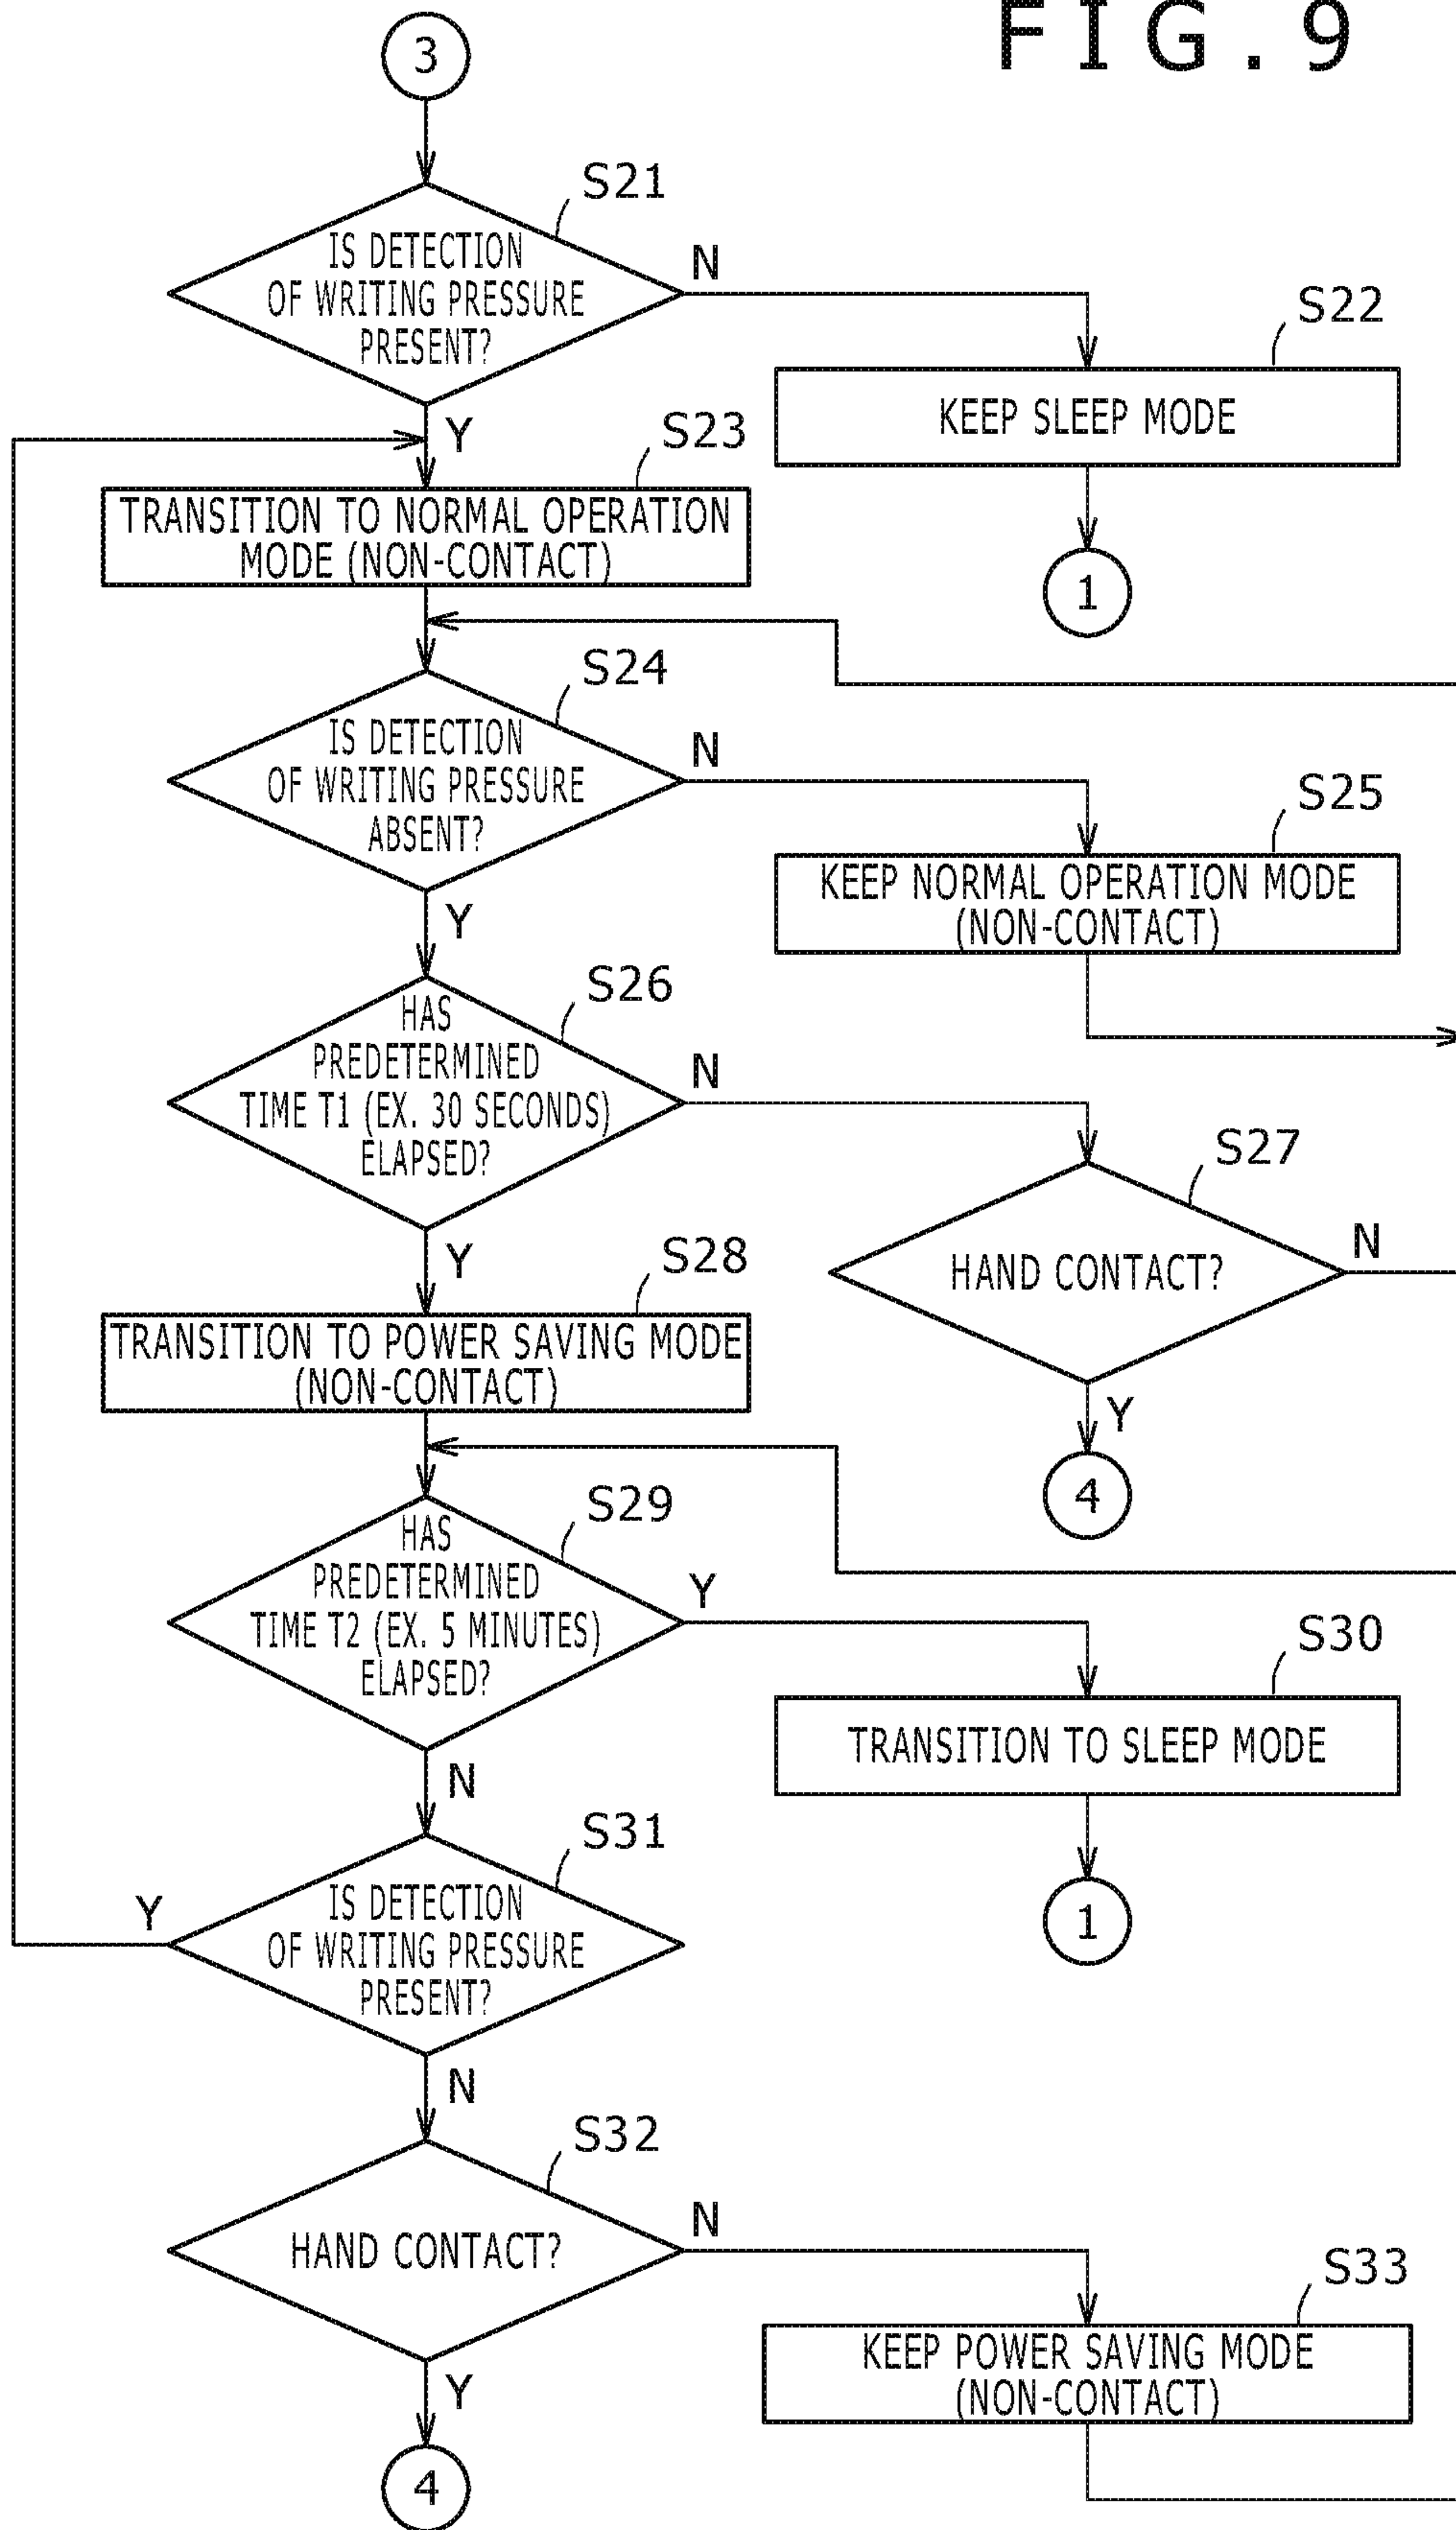 FIG.9
3
S21
IS DETECTION
OF WRITING PRESSURE
PRESENT?
N
Y
S22
KEEP SLEEP MODE
1
S23
TRANSITION TO NORMAL OPERATION
MODE (NON-CONTACT)
S24
IS DETECTION
OF WRITING PRESSURE
ABSENT?
N
Y
S25
KEEP NORMAL OPERATION MODE
(NON-CONTACT)
S26
HAS
PREDETERMINED
TIME T1 (EX. 30 SECONDS)
ELAPSED?
N
Y
S27
HAND CONTACT?
N
Y
4
S28
TRANSITION TO POWER SAVING MODE
(NON-CONTACT)
S29
HAS
PREDETERMINED
TIME T2 (EX. 5 MINUTES)
ELAPSED?
Y
N
S30
TRANSITION TO SLEEP MODE
1
S31
IS DETECTION
OF WRITING PRESSURE
PRESENT?
Y
N
S32
HAND CONTACT?
N
Y
S33
KEEP POWER SAVING MODE
(NON-CONTACT)
4